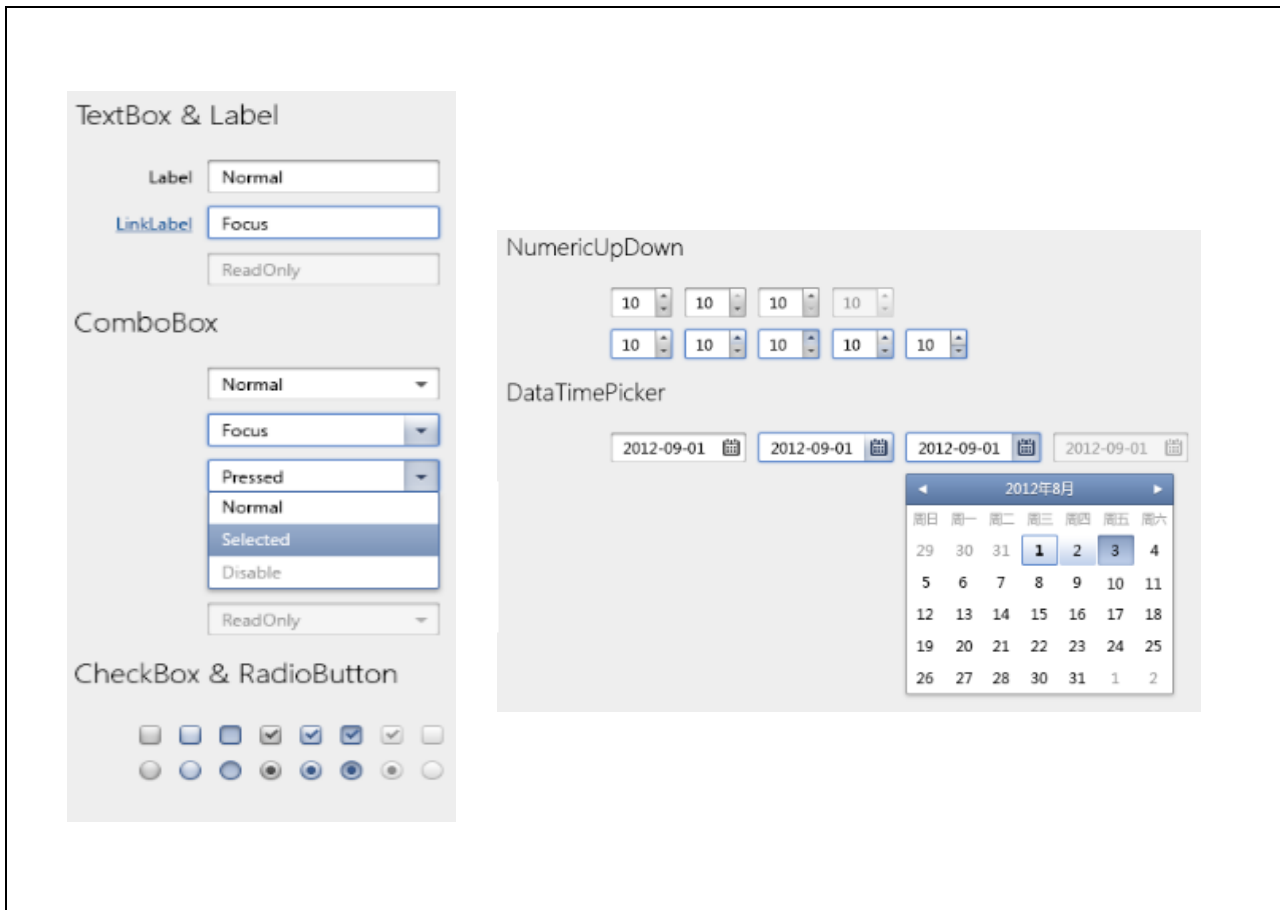 TextBox & Label
Label Normal
LinkLabel Focus
ReadOnly
ComboBox
Normal
Focus
Pressed
Normal
Selected
Disable
ReadOnly
CheckBox & RadioButton
NumericUpDown
10 10 10 10
10 10 10 10 10
DataTimePicker
2012-09-01 2012-09-01 2012-09-01 2012-09-01
2012年8月
周日 周一 周二 周三 周四 周五 周六
29 30 31 1 2 3 4
5 6 7 8 9 10 11
12 13 14 15 16 17 18
19 20 21 22 23 24 25
26 27 28 30 31 1 2